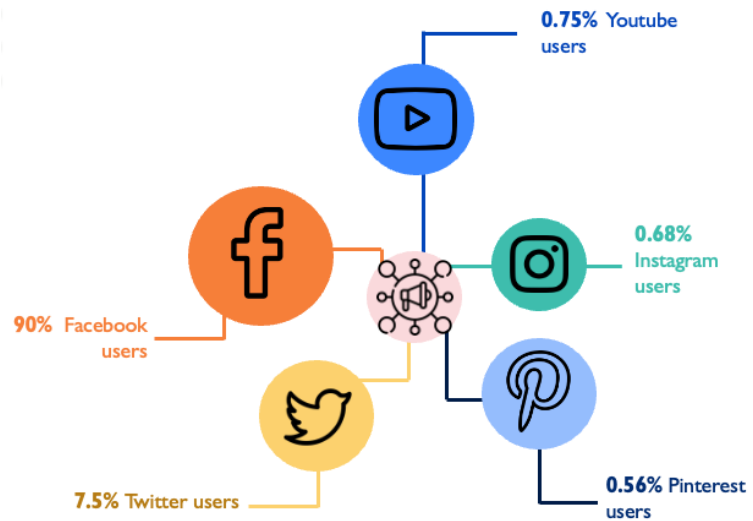 0.75% Youtube
users
0.68%
Instagram
users
90% Facebook
users
7.5% Twitter users
0.56% Pinterest
users